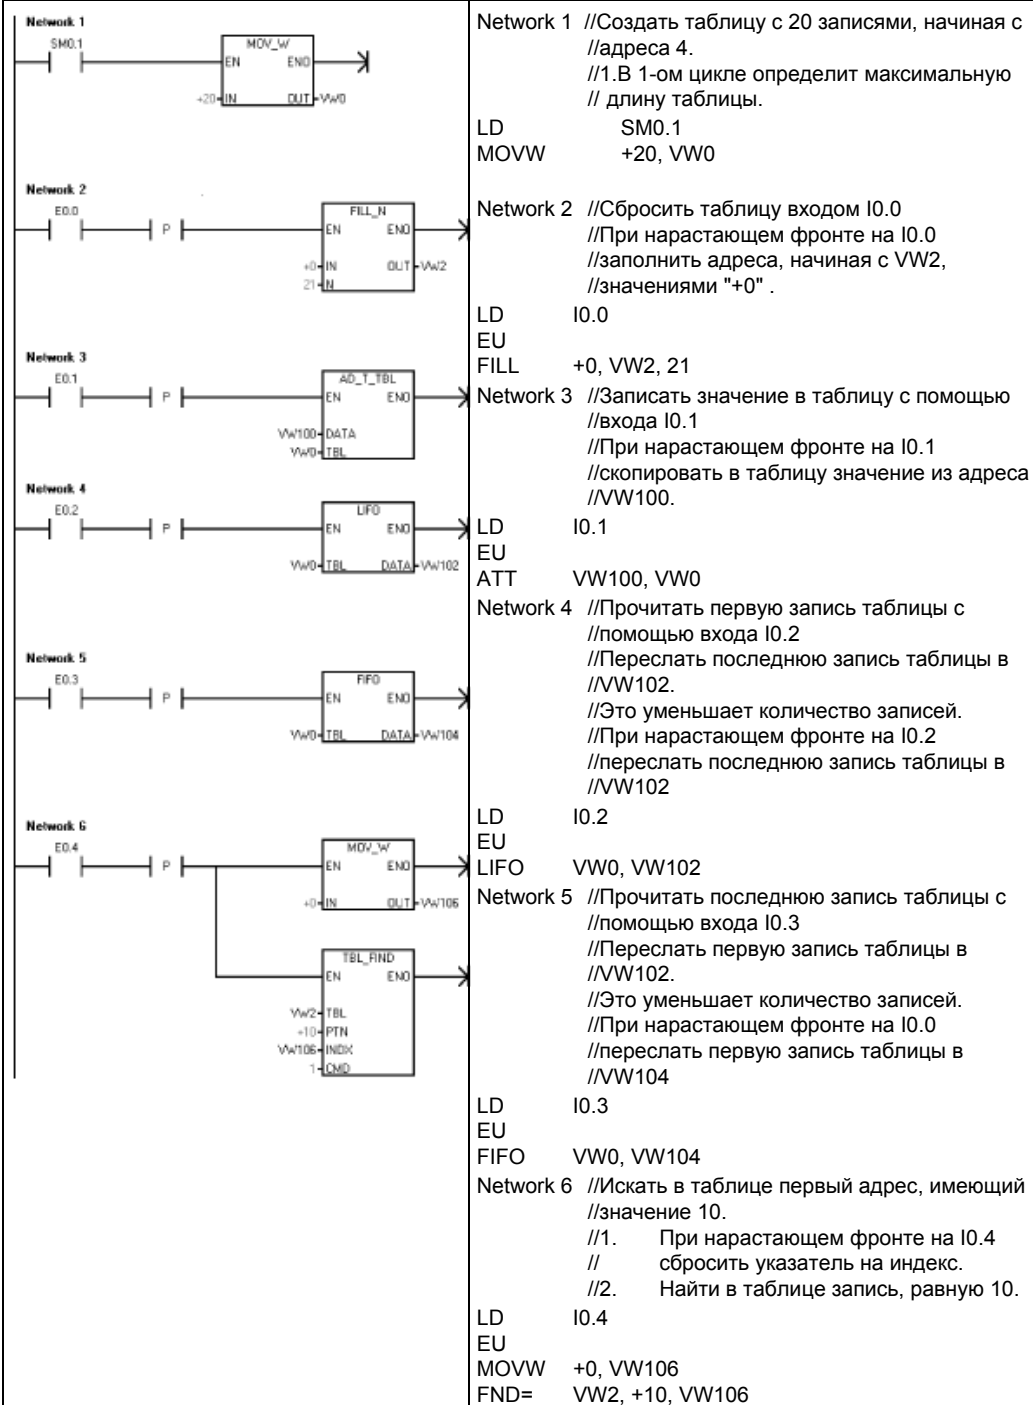 Network 1
SM0.1
MOV_W
EN ENO
+20 IN OUT VW0
Network 2
E0.0
P
FILL_N
EN ENO
+0 IN OUT VW2
21 N
Network 3
E0.1
P
AD_T_TBL
EN ENO
VW100 DATA
VW0 TBL
Network 4
E0.2
P
LIFO
EN ENO
VW0 TBL DATA VW102
Network 5
E0.3
P
FIFO
EN ENO
VW0 TBL DATA VW104
Network 6
E0.4
P
MOV_W
EN ENO
+0 IN OUT VW106
TBL_FIND
EN ENO
VW2 TBL
+10 PTN
VW106 INDX
1 CMD
Network 1 //Создать таблицу с 20 записями, начиная с
//адреса 4.
//1.В 1-ом цикле определит максимальную
// длину таблицы.
LD SM0.1
MOVW +20, VW0
Network 2 //Сбросить таблицу входом I0.0
//При нарастающем фронте на I0.0
//заполнить адреса, начиная с VW2,
//значениями "+0" .
LD I0.0
EU
FILL +0, VW2, 21
Network 3 //Записать значение в таблицу с помощью
//входа I0.1
//При нарастающем фронте на I0.1
//скопировать в таблицу значение из адреса
//VW100.
LD I0.1
EU
ATT VW100, VW0
Network 4 //Прочитать первую запись таблицы с
//помощью входа I0.2
//Переслать последнюю запись таблицы в
//VW102.
//Это уменьшает количество записей.
//При нарастающем фронте на I0.2
//переслать последнюю запись таблицы в
//VW102
LD I0.2
EU
LIFO VW0, VW102
Network 5 //Прочитать последнюю запись таблицы с
//помощью входа I0.3
//Переслать первую запись таблицы в
//VW102.
//Это уменьшает количество записей.
//При нарастающем фронте на I0.0
//переслать первую запись таблицы в
//VW104
LD I0.3
EU
FIFO VW0, VW104
Network 6 //Искать в таблице первый адрес, имеющий
//значение 10.
//1. При нарастающем фронте на I0.4
// сбросить указатель на индекс.
//2. Найти в таблице запись, равную 10.
LD I0.4
EU
MOVW +0, VW106
FND= VW2, +10, VW106